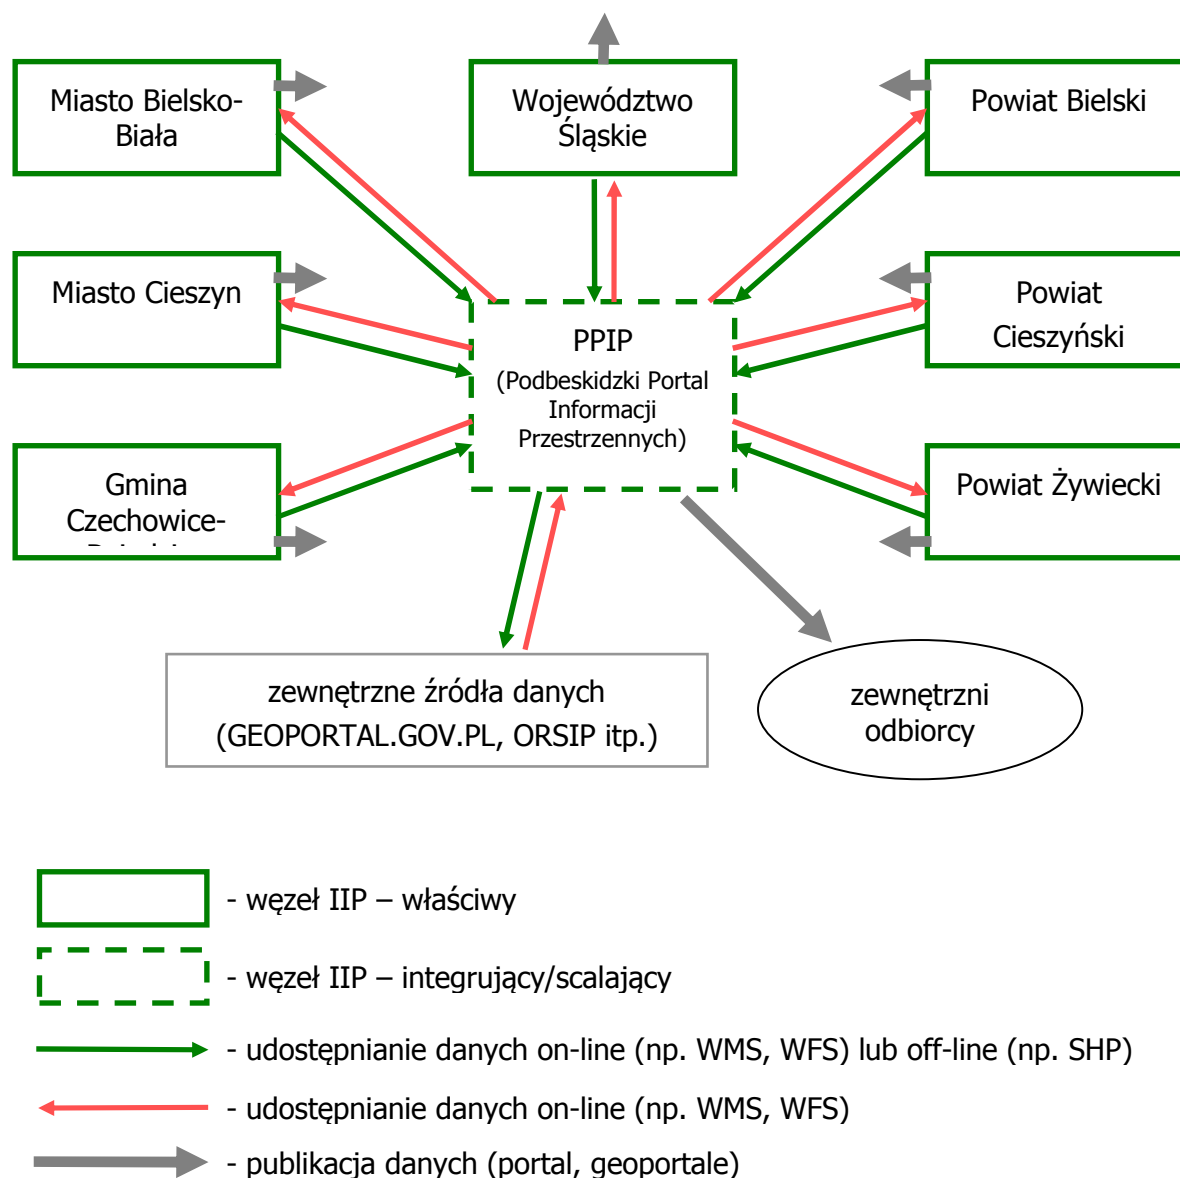 Miasto Bielsko-
Biała
Województwo
Śląskie
Powiat Bielski
Miasto Cieszyn
Powiat
Cieszyński
PPIP
(Podbeskidzki Portal
Informacji
Przestrzennych)
Gmina
Czechowice-
Powiat Żywiecki
zewnętrzne źródła danych
(GEOPORTAL.GOV.PL, ORSIP itp.)
zewnętrzni
odbiorcy
- węzeł IIP – właściwy
- węzeł IIP – integrujący/scalający
- udostępnianie danych on-line (np. WMS, WFS) lub off-line (np. SHP)
- udostępnianie danych on-line (np. WMS, WFS)
- publikacja danych (portal, geoportale)